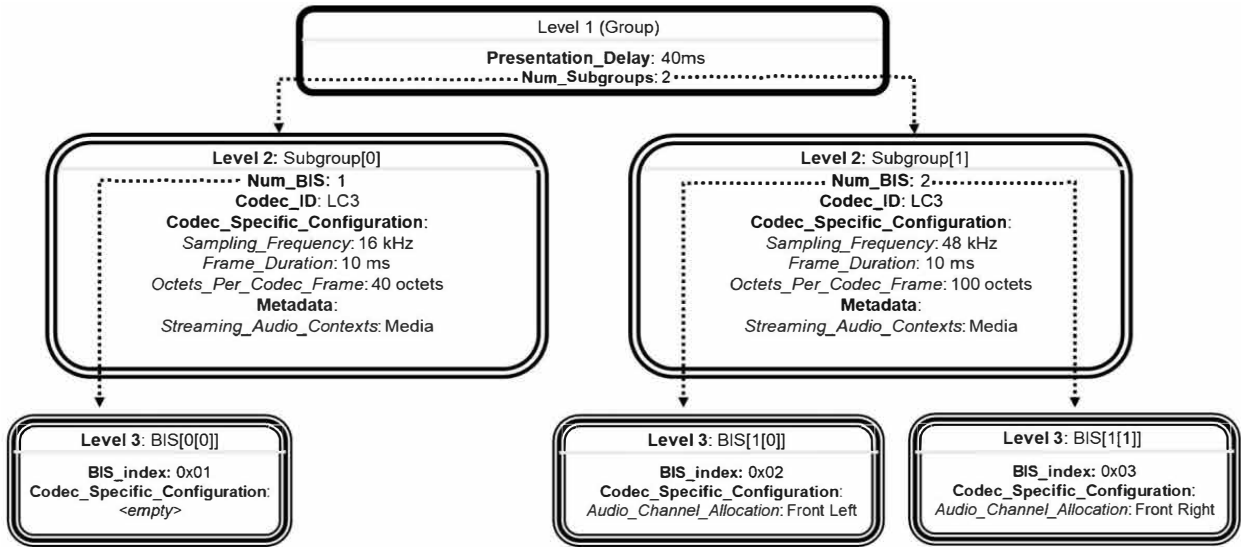 Level 1 (Group)
Presentation_Delay: 40ms
Num_Subgroups: 2
Level 2: Subgroup[0]
Num_BIS: 1
Codec_ID: LC3
Codec_Specific_Configuration:
Sampling_Frequency: 16 kHz
Frame_Duration: 10 ms
Octets_Per_Codec_Frame: 40 octets
Metadata:
Streaming_Audio_Contexts: Media
Level 2: Subgroup[1]
Num_BIS: 2
Codec_ID: LC3
Codec_Specific_Configuration:
Sampling_Frequency: 48 kHz
Frame_Duration: 10 ms
Octets_Per_Codec_Frame: 100 octets
Metadata:
Streaming_Audio_Contexts: Media
Level 3: BIS[0[0]]
BIS_index: 0x01
Codec_Specific_Configuration:
<empty>
Level 3: BIS[1[0]]
BIS_index: 0x02
Codec_Specific_Configuration:
Audio_Channel_Allocation: Front Left
Level 3: BIS[1[1]]
BIS_index: 0x03
Codec_Specific_Configuration:
Audio_Channel_Allocation: Front Right